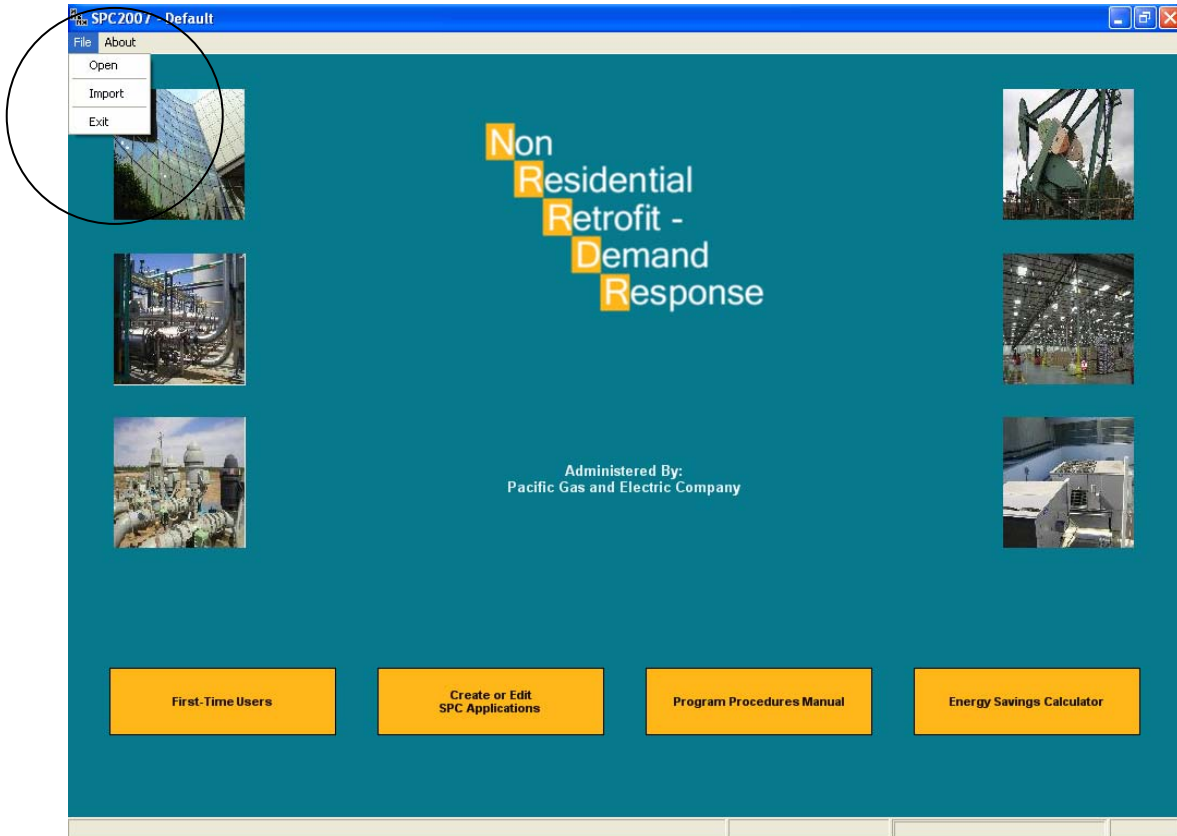 SPC2007 - Default
File About
Open
Import
Exit
Non
Residential
Retrofit -
Demand
Response
Administered By:
Pacific Gas and Electric Company
First-Time Users
Create or Edit
SPC Applications
Program Procedures Manual
Energy Savings Calculator